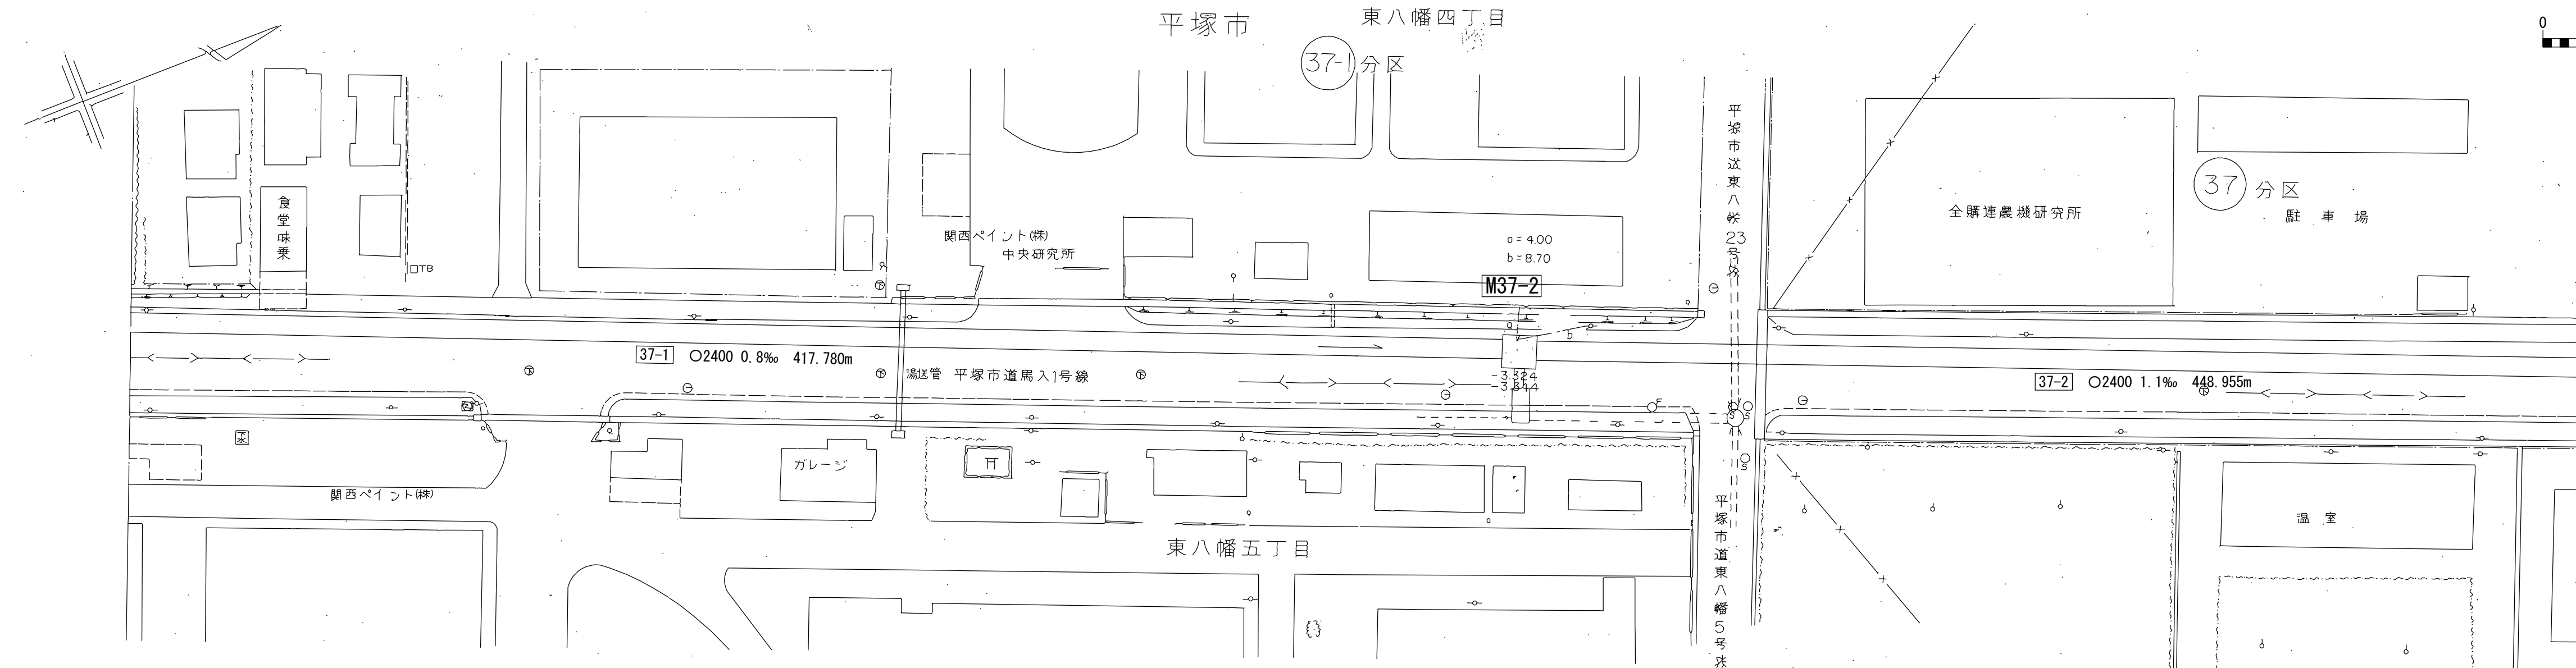 平塚市
東八幡四丁目
37-1 分区
0
平塚市道東八幡23号線
37 分区
全購連農機研究所
駐車場
食堂味乗
TB
関西ペイント(株)
中央研究所
a = 4.00
b = 8.70
M37-2
a
b
37-1 ○2400 0.8‰ 417.780m
湯送管 平塚市道馬入1号線
-3.324
-3.344
37-2 ○2400 1.1‰ 448.955m
F
S
S
S
関西ペイント(株)
ガレージ
東八幡五丁目
平塚市道東八幡5号線
温室